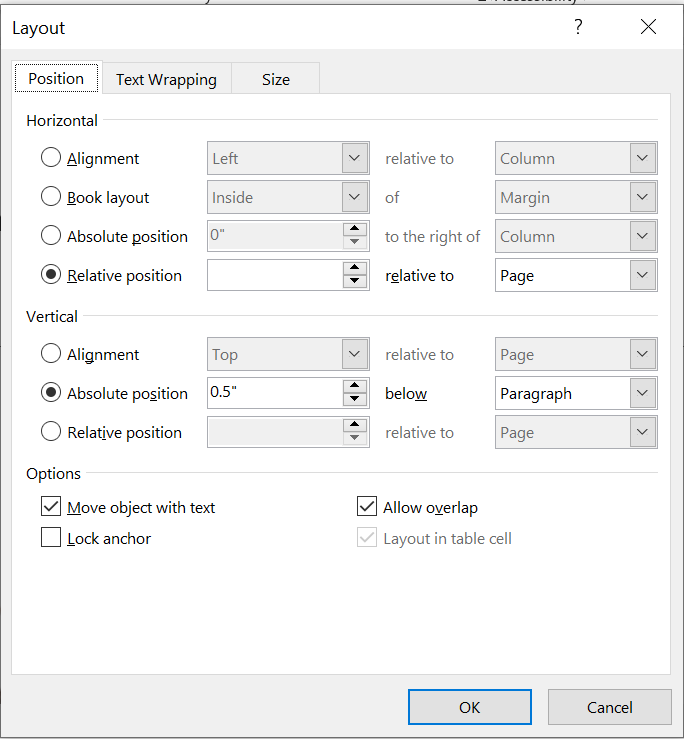 Layout ?
Position Text Wrapping Size
Horizontal
Alignment Left relative to Column
Book layout Inside of Margin
Absolute position 0" to the right of Column
Relative position relative to Page
Vertical
Alignment Top relative to Page
Absolute position 0.5" below Paragraph
Relative position relative to Page
Options
Move object with text Allow overlap
Lock anchor Layout in table cell
OK Cancel